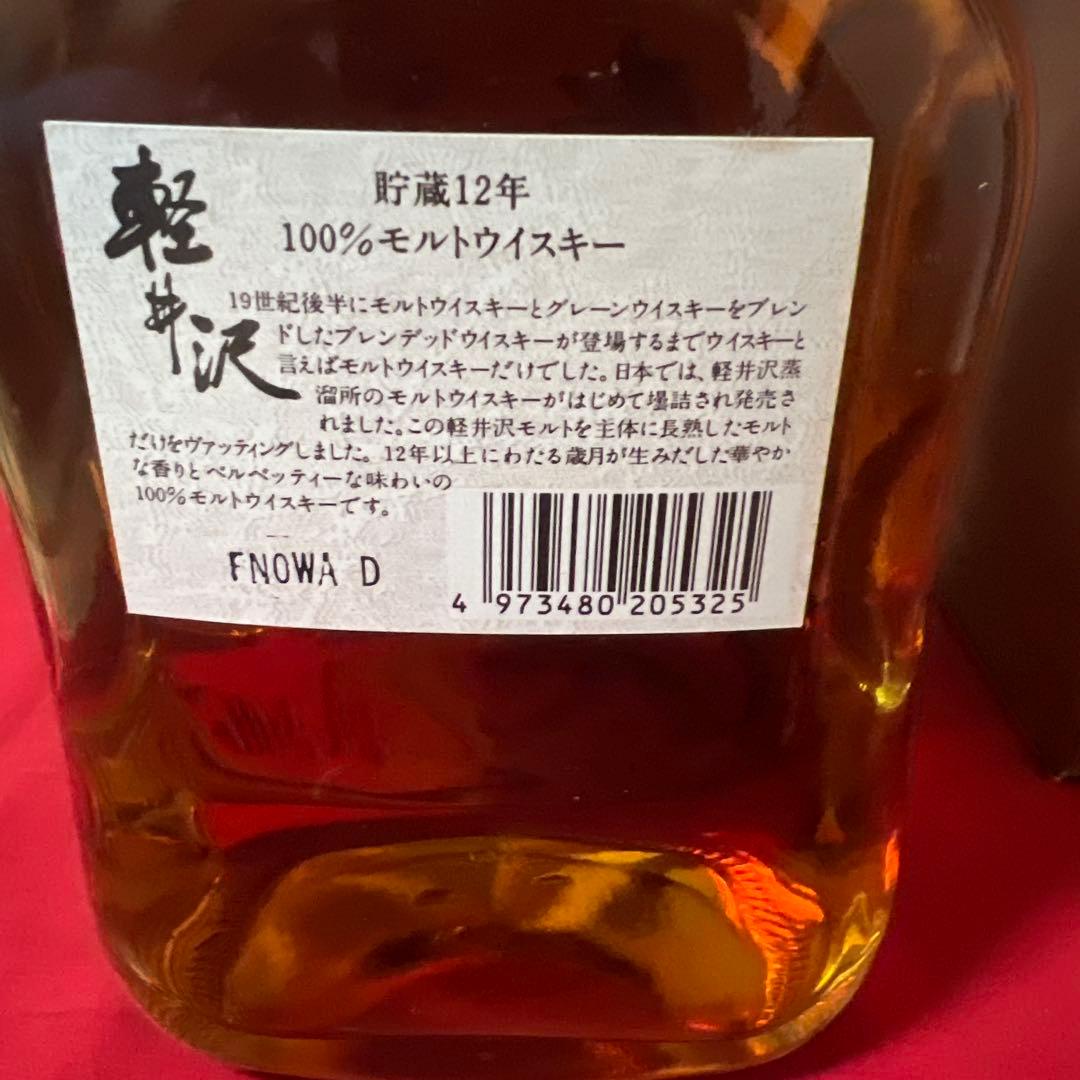 軽井沢
貯蔵12年
100%モルトウイスキー
19世紀後半にモルトウイスキーとグレーンウイスキーをブレン
ドしたブレンデッドウイスキーが登場するまでウイスキーと
言えばモルトウイスキーだけでした。日本では、軽井沢蒸
溜所のモルトウイスキーがはじめて壜詰され発売さ
れました。この軽井沢モルトを主体に長熟したモルト
だけをヴァッティングしました。12年以上にわたる歳月が生みだした華やか
な香りとベルベッティーな味わいの
100%モルトウイスキーです。
FNOWA D
4 973480 205325